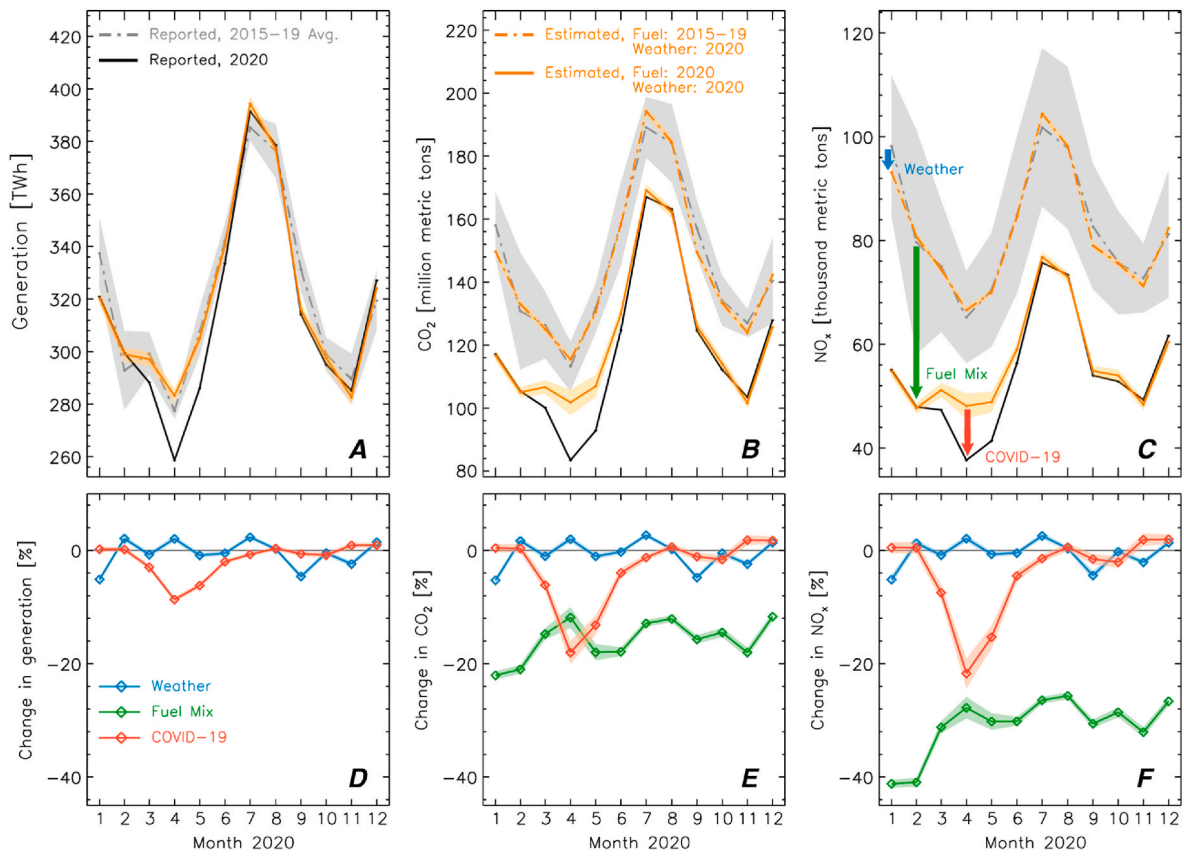 Generation [TWh]
420
400
380
360
340
320
300
280
260
Reported, 2015–19 Avg.
Reported, 2020
A
CO2 [million metric tons]
220
200
180
160
140
120
100
80
Estimated, Fuel: 2015–19
Weather: 2020
Estimated, Fuel: 2020
Weather: 2020
B
NOx [thousand metric tons]
120
100
80
60
40
Weather
Fuel Mix
COVID–19
C
Change in generation [%]
0
−20
−40
Weather
Fuel Mix
COVID–19
D
1 2 3 4 5 6 7 8 9 10 11 12
Month 2020
Change in CO2 [%]
0
−20
−40
E
1 2 3 4 5 6 7 8 9 10 11 12
Month 2020
Change in NOx [%]
0
−20
−40
F
1 2 3 4 5 6 7 8 9 10 11 12
Month 2020